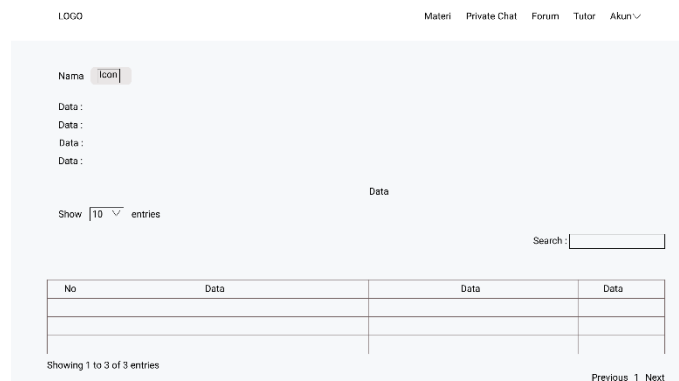 LOGO Materi Private Chat Forum Tutor Akun
Nama Icon
Data :
Data :
Data :
Data :
Data
Show 10 entries
Search :
No Data Data Data
Showing 1 to 3 of 3 entries
Previous 1 Next